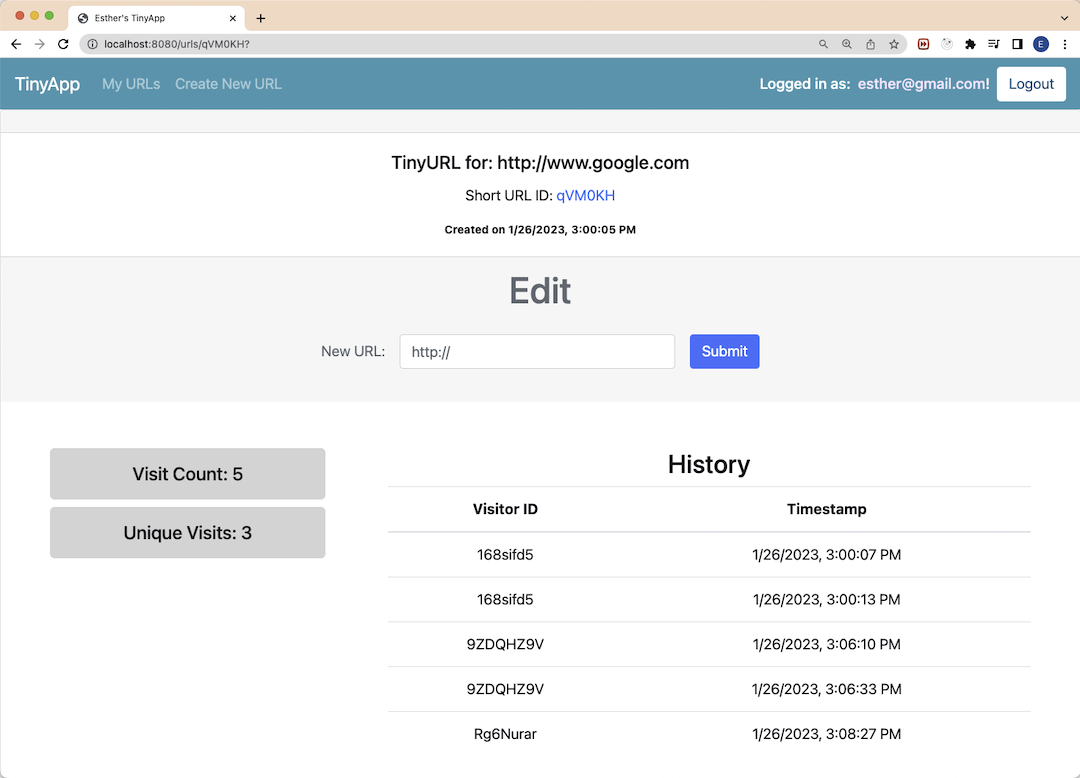 Esther's TinyApp
localhost:8080/urls/qVM0KH?
E
TinyApp My URLs Create New URL Logged in as: esther@gmail.com! Logout
TinyURL for: http://www.google.com
Short URL ID: qVM0KH
Created on 1/26/2023, 3:00:05 PM
Edit
New URL: http:// Submit
Visit Count: 5
Unique Visits: 3
History
Visitor ID Timestamp
168sifd5 1/26/2023, 3:00:07 PM
168sifd5 1/26/2023, 3:00:13 PM
9ZDQHZ9V 1/26/2023, 3:06:10 PM
9ZDQHZ9V 1/26/2023, 3:06:33 PM
Rg6Nurar 1/26/2023, 3:08:27 PM